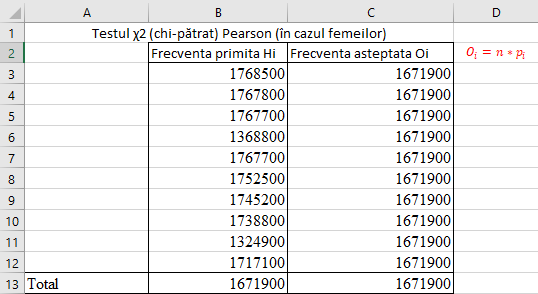 A B C D
1 Testul χ2 (chi-pătrat) Pearson (în cazul femeilor)
2 Frecventa primita Hi Frecventa asteptata Oi O_i = n * p_i
3 1768500 1671900
4 1767800 1671900
5 1767700 1671900
6 1368800 1671900
7 1767700 1671900
8 1752500 1671900
9 1745200 1671900
10 1738800 1671900
11 1324900 1671900
12 1717100 1671900
13 Total 1671900 1671900